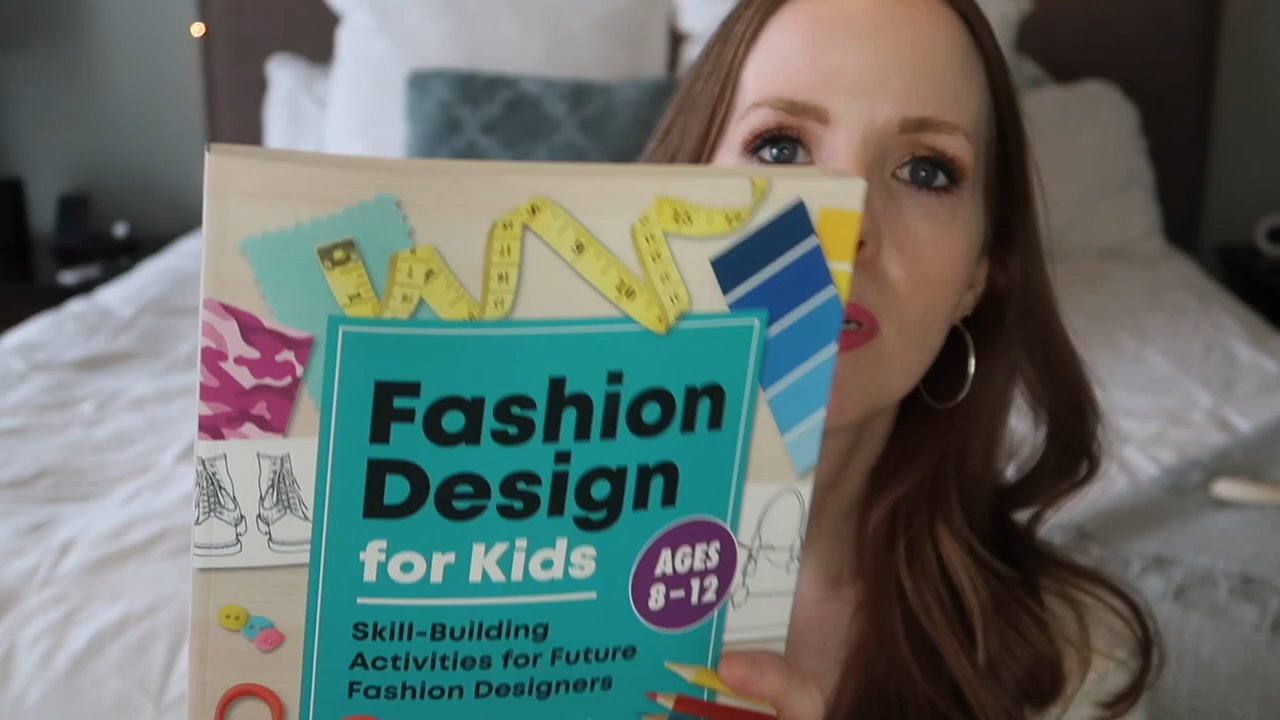 Fashion
Design
for Kids
AGES
8-12
Skill-Building
Activities for Future
Fashion Designers